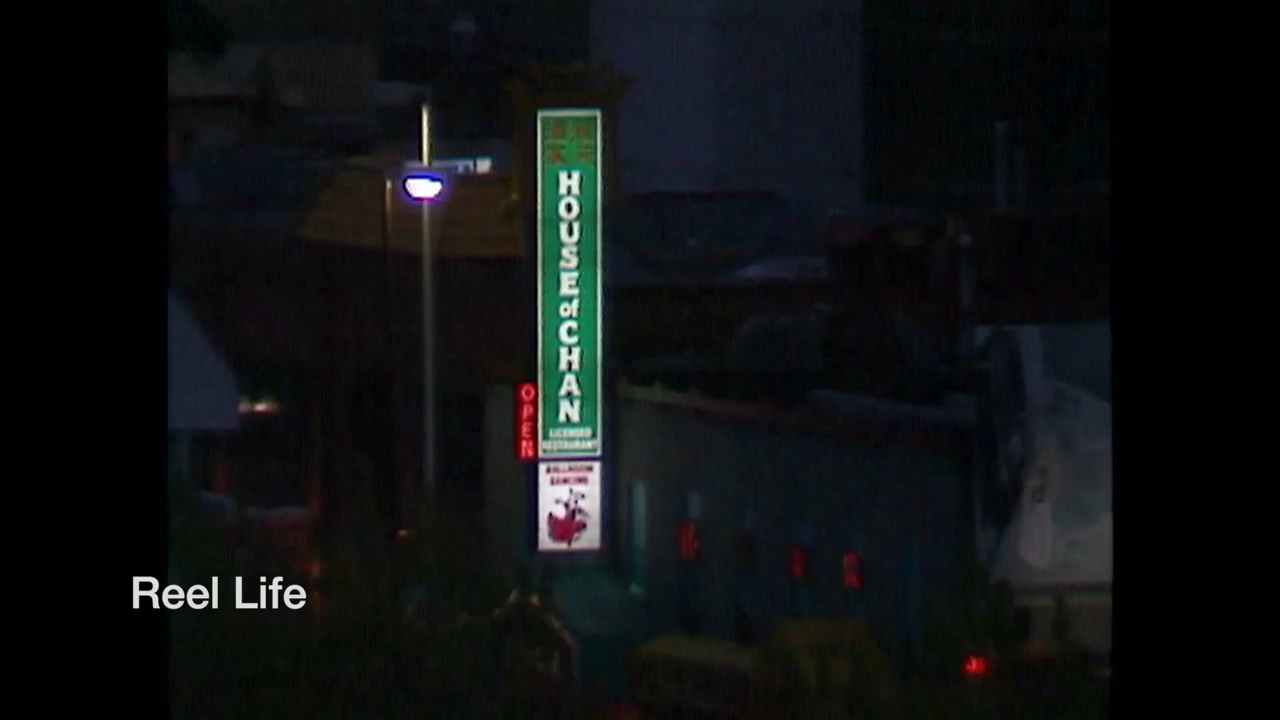 HOUSE of CHAN
LICENSED
RESTAURANT
OPEN
BALLROOM
DANCING
Reel Life